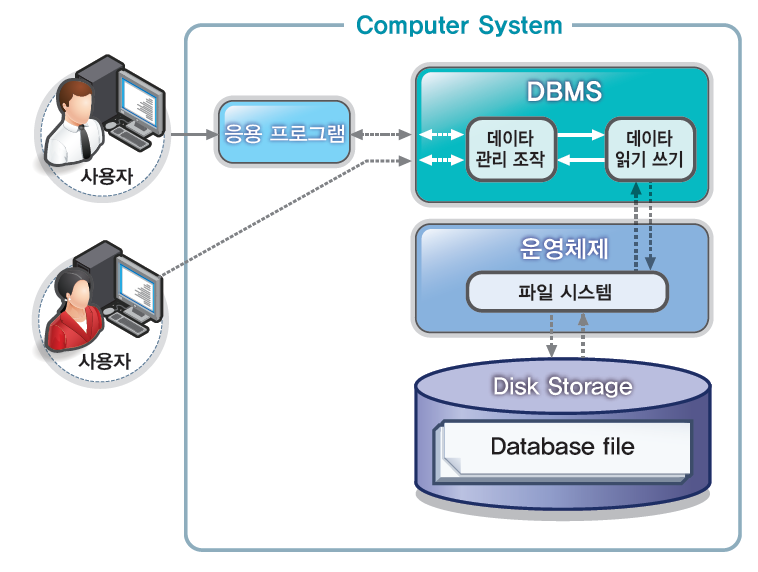 Computer System
사용자
응용 프로그램
DBMS
데이타
관리 조작
데이타
읽기 쓰기
사용자
운영체제
파일 시스템
Disk Storage
Database file